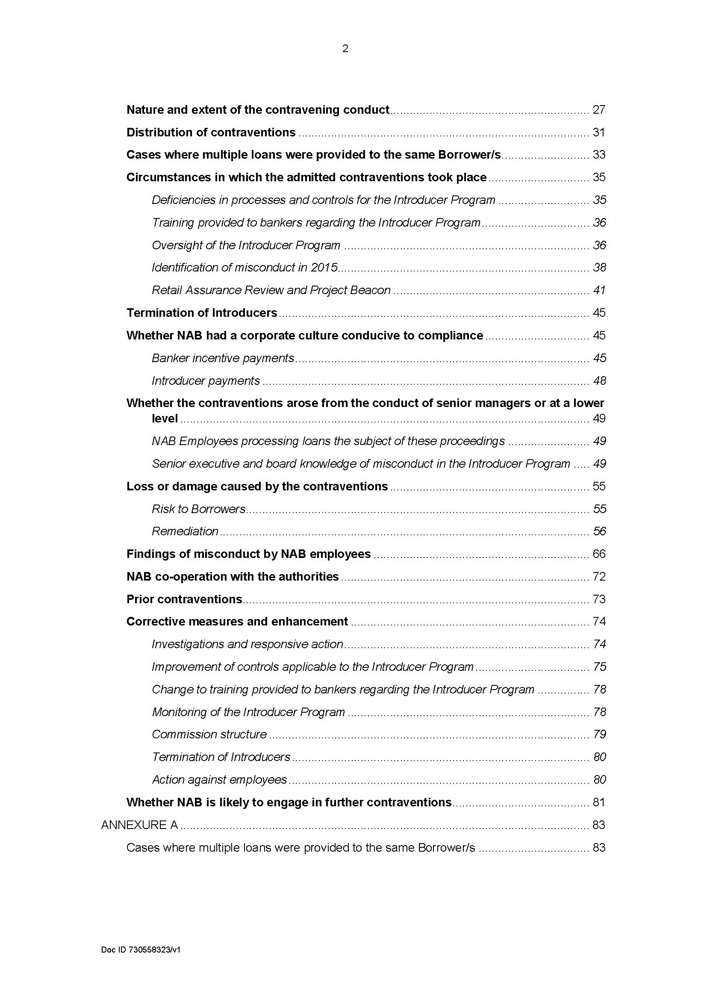 2
Nature and extent of the contravening conduct............................................................. 27
Distribution of contraventions ......................................................................................... 31
Cases where multiple loans were provided to the same Borrower/s........................... 33
Circumstances in which the admitted contraventions took place ............................... 35
Deficiencies in processes and controls for the Introducer Program ............................ 35
Training provided to bankers regarding the Introducer Program................................. 36
Oversight of the Introducer Program ........................................................................... 36
Identification of misconduct in 2015............................................................................. 38
Retail Assurance Review and Project Beacon ............................................................ 41
Termination of Introducers............................................................................................... 45
Whether NAB had a corporate culture conducive to compliance ................................ 45
Banker incentive payments.......................................................................................... 45
Introducer payments .................................................................................................... 48
Whether the contraventions arose from the conduct of senior managers or at a lower
level ............................................................................................................................. 49
NAB Employees processing loans the subject of these proceedings ......................... 49
Senior executive and board knowledge of misconduct in the Introducer Program ..... 49
Loss or damage caused by the contraventions ............................................................. 55
Risk to Borrowers......................................................................................................... 55
Remediation................................................................................................................. 56
Findings of misconduct by NAB employees .................................................................. 66
NAB co-operation with the authorities ............................................................................ 72
Prior contraventions.......................................................................................................... 73
Corrective measures and enhancement ......................................................................... 74
Investigations and responsive action........................................................................... 74
Improvement of controls applicable to the Introducer Program ................................... 75
Change to training provided to bankers regarding the Introducer Program ................ 78
Monitoring of the Introducer Program .......................................................................... 78
Commission structure .................................................................................................. 79
Termination of Introducers ........................................................................................... 80
Action against employees ............................................................................................ 80
Whether NAB is likely to engage in further contraventions.......................................... 81
ANNEXURE A ............................................................................................................................. 83
Cases where multiple loans were provided to the same Borrower/s .................................. 83
Doc ID 730558323/v1